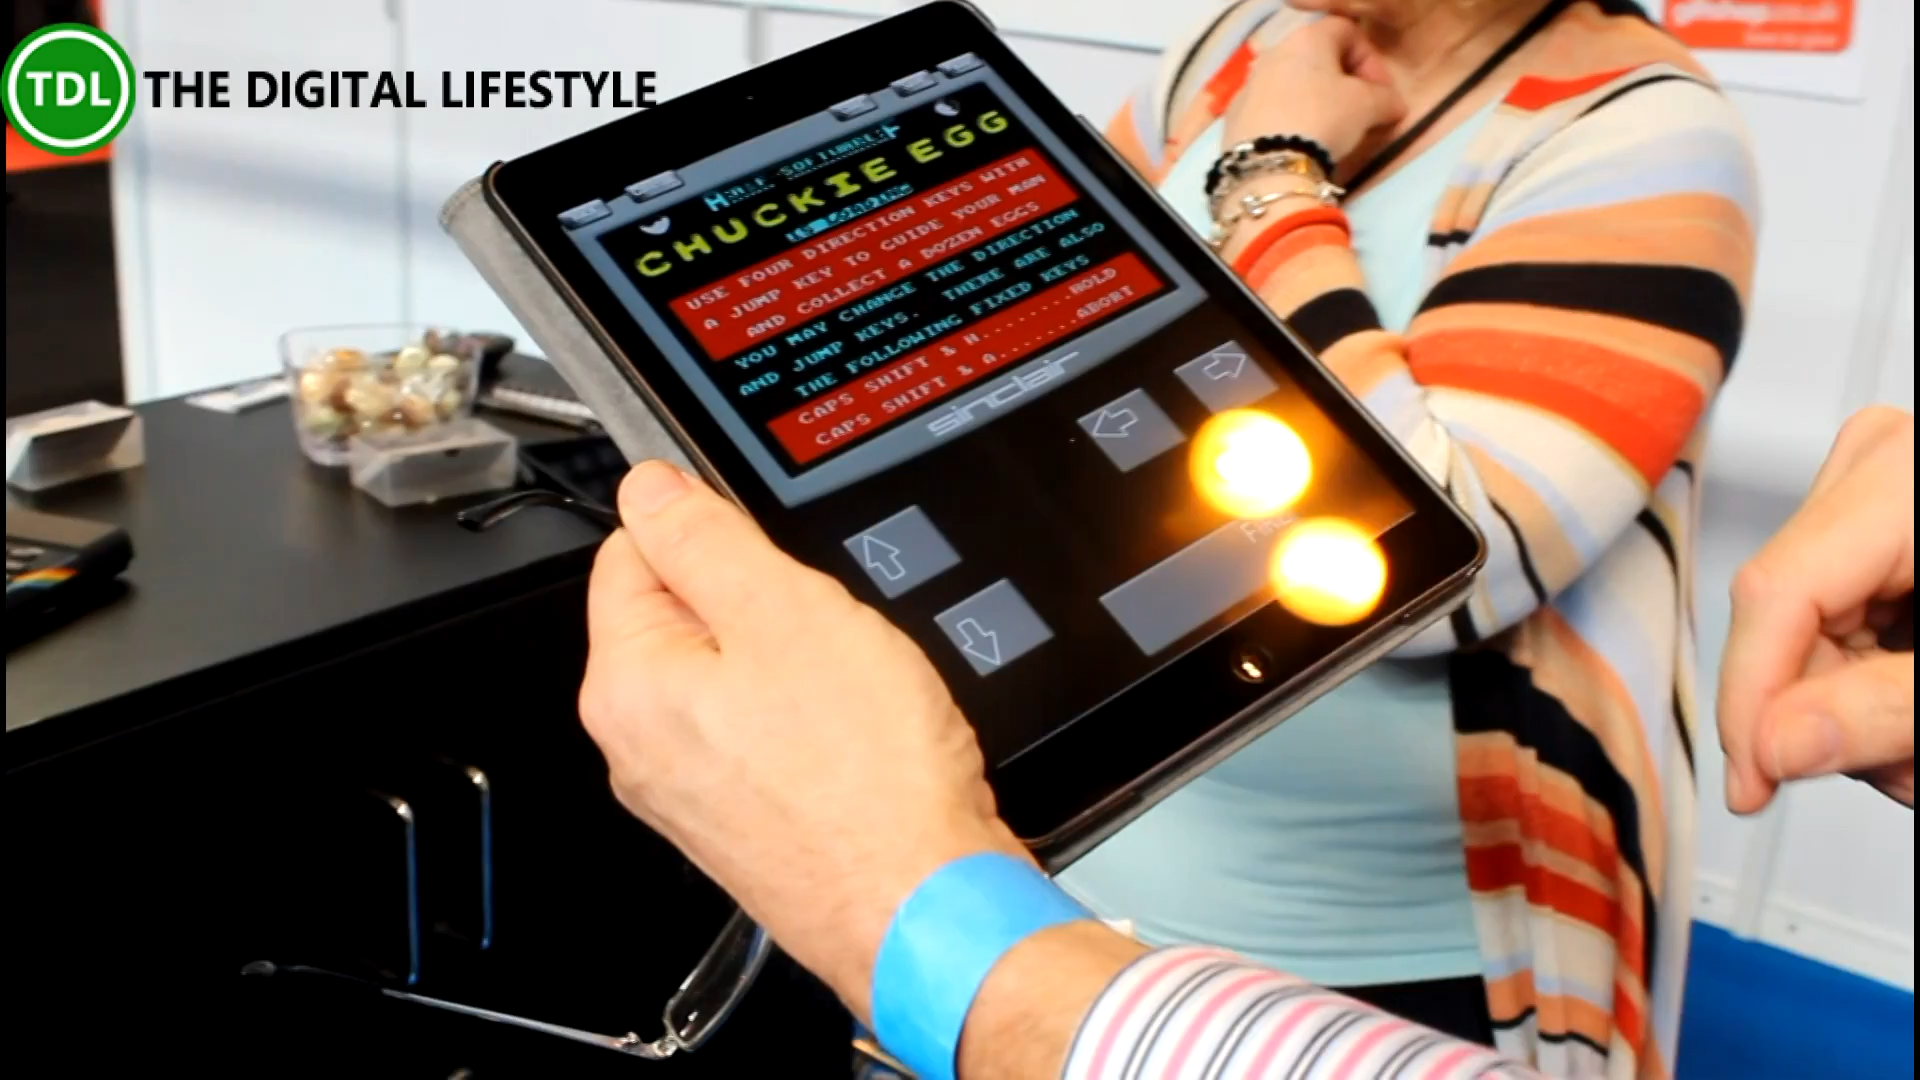 TDL THE DIGITAL LIFESTYLE
CHUCKIE EGG
IS LOADING
USE FOUR DIRECTION KEYS WITH
A JUMP KEY TO GUIDE YOUR MAN
AND COLLECT A DOZEN EGGS
YOU MAY CHANGE THE DIRECTION
AND JUMP KEYS. THERE ARE ALSO
THE FOLLOWING FIXED KEYS
CAPS SHIFT & H.........HOLD
CAPS SHIFT & A.......ABORT
sinclair